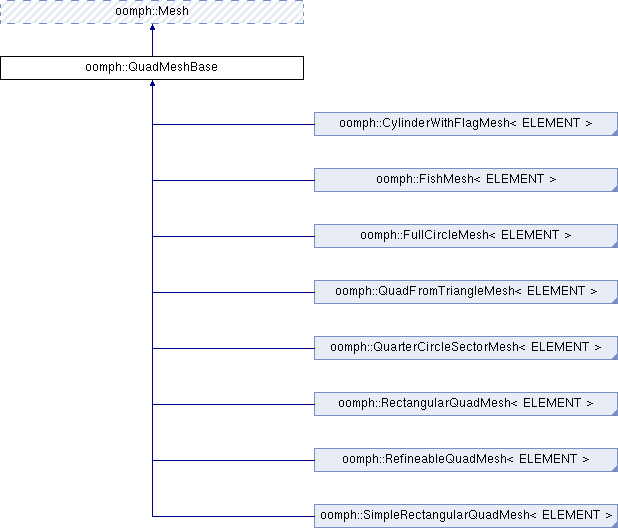 oomph::Mesh
oomph::QuadMeshBase
oomph::CylinderWithFlagMesh< ELEMENT >
oomph::FishMesh< ELEMENT >
oomph::FullCircleMesh< ELEMENT >
oomph::QuadFromTriangleMesh< ELEMENT >
oomph::QuarterCircleSectorMesh< ELEMENT >
oomph::RectangularQuadMesh< ELEMENT >
oomph::RefineableQuadMesh< ELEMENT >
oomph::SimpleRectangularQuadMesh< ELEMENT >